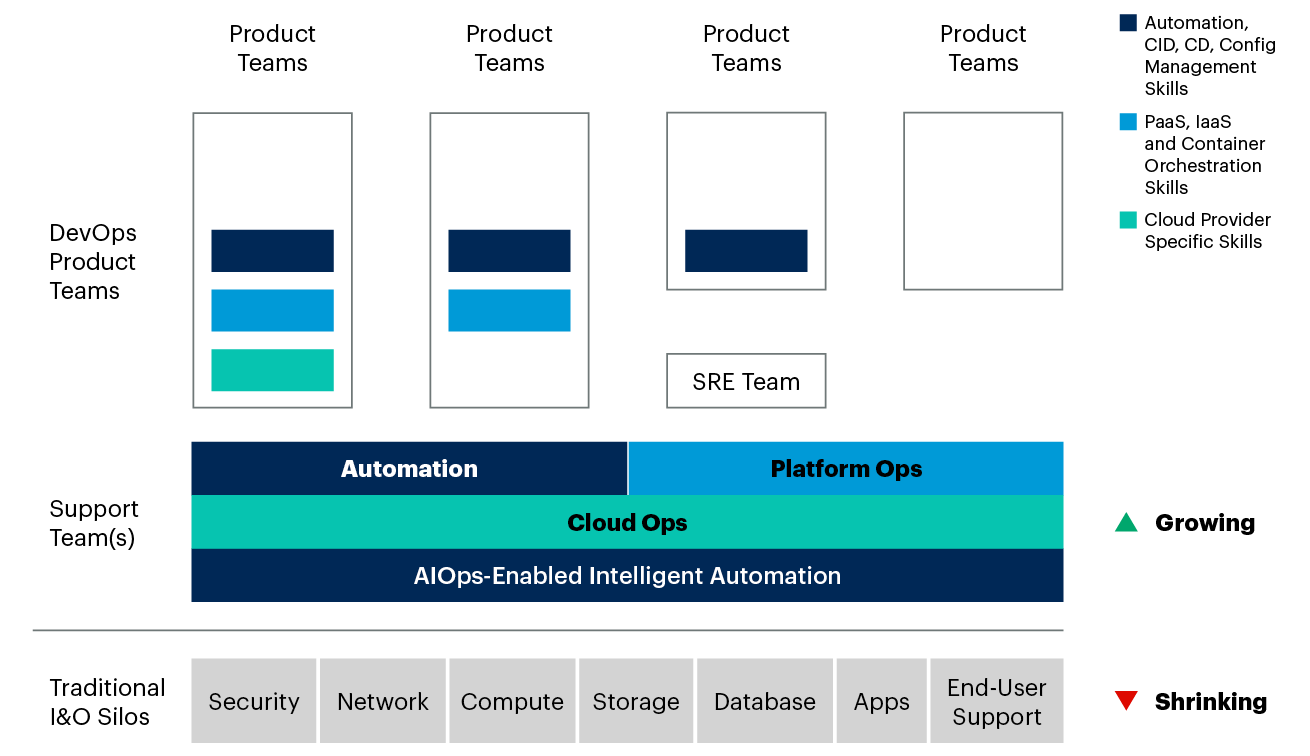 Product
Teams
Product
Teams
Product
Teams
Product
Teams
Automation,
CID, CD, Config
Management
Skills
PaaS, IaaS
and Container
Orchestration
Skills
Cloud Provider
Specific Skills
DevOps
Product
Teams
SRE Team
Support
Team(s)
Automation
Platform Ops
Cloud Ops
AIOps-Enabled Intelligent Automation
Growing
Traditional
I&O Silos
Security
Network
Compute
Storage
Database
Apps
End-User
Support
Shrinking